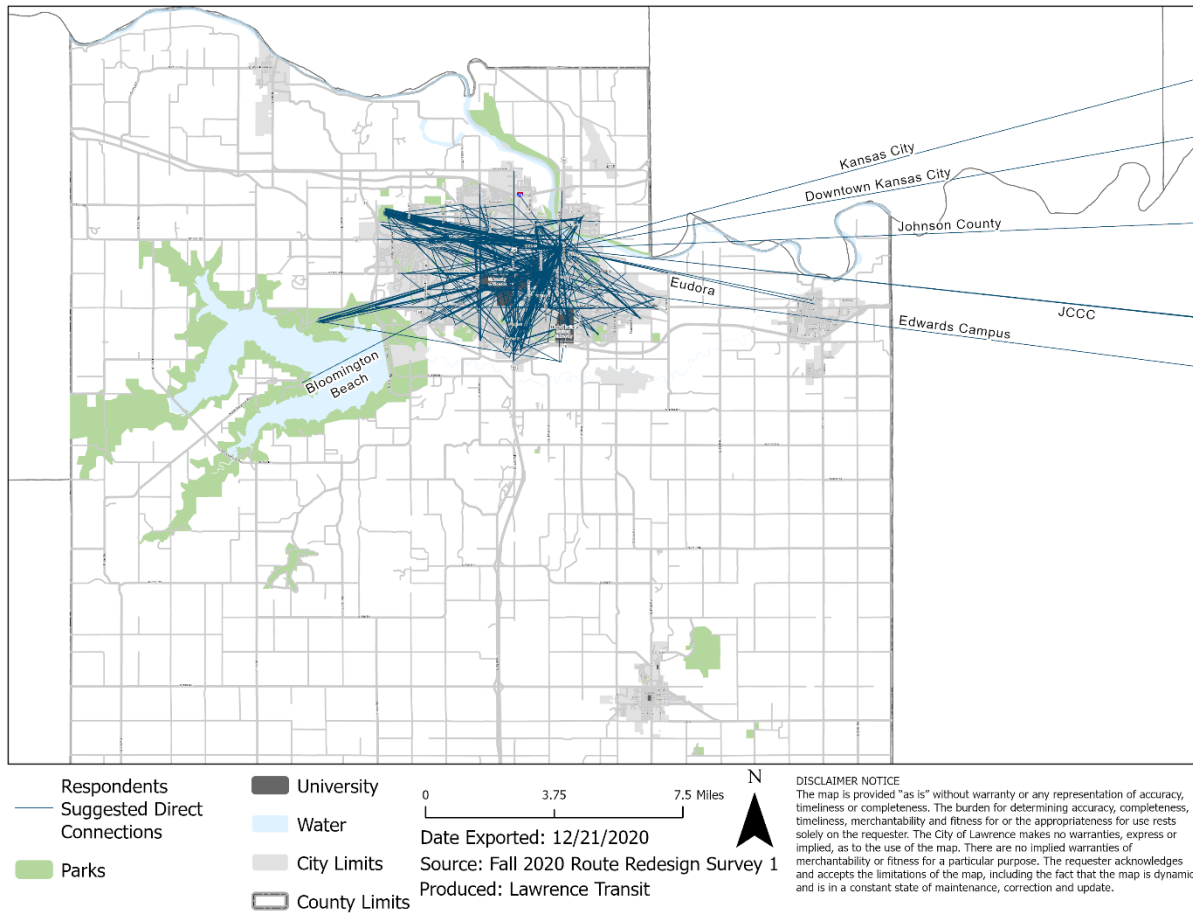 Kansas City
Downtown Kansas City
Johnson County
Eudora
JCCC
Edwards Campus
Bloomington
Beach
Respondents
Suggested Direct
Connections
Parks
University
Water
City Limits
County Limits
0 3.75 7.5 Miles
Date Exported: 12/21/2020
Source: Fall 2020 Route Redesign Survey 1
Produced: Lawrence Transit
N
DISCLAIMER NOTICE
The map is provided "as is" without warranty or any representation of accuracy,
timeliness or completeness. The burden for determining accuracy, completeness,
timeliness, merchantability and fitness for or the appropriateness for use rests
solely on the requester. The City of Lawrence makes no warranties, express or
implied, as to the use of the map. There are no implied warranties of
merchantability or fitness for a particular purpose. The requester acknowledges
and accepts the limitations of the map, including the fact that the map is dynamic
and is in a constant state of maintenance, correction and update.